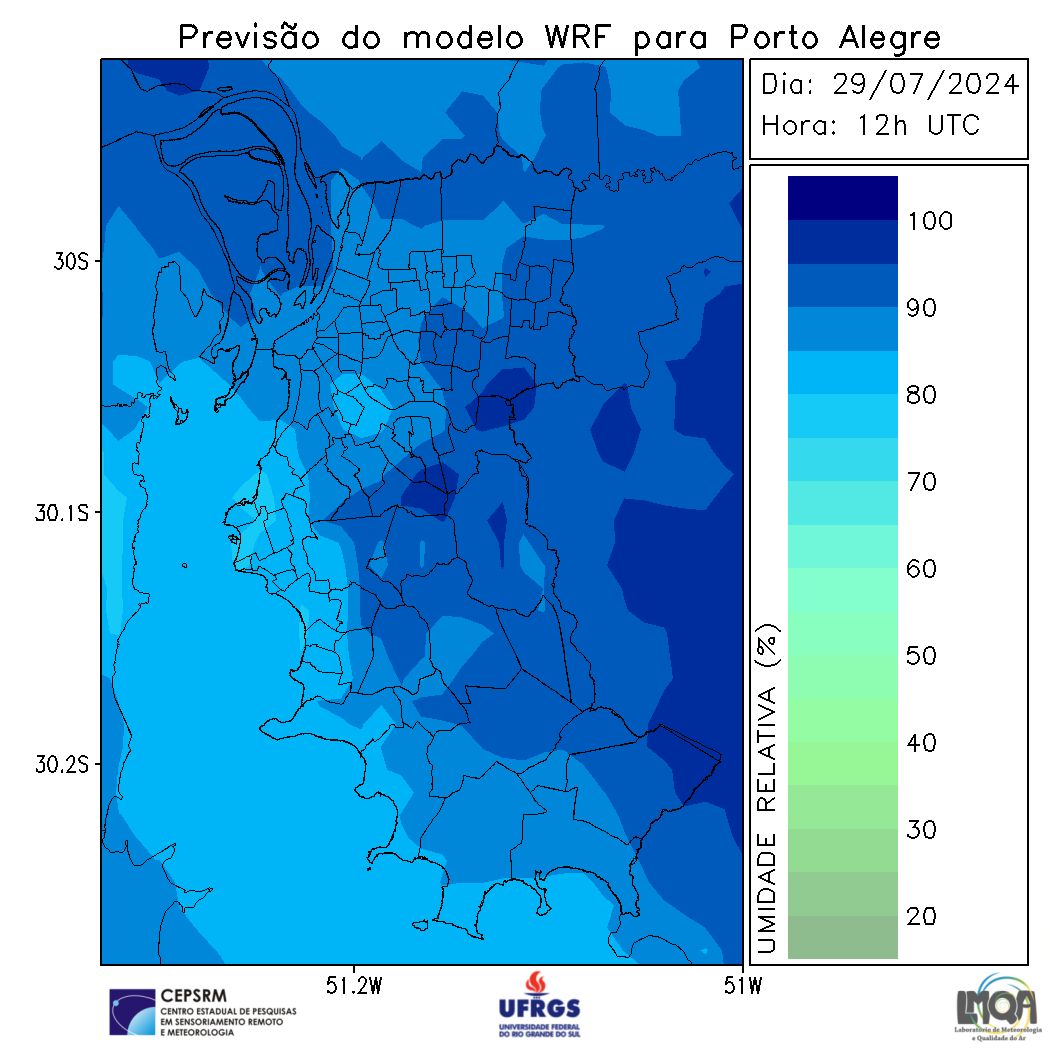 Previsão do modelo WRF para Porto Alegre
Dia: 29/07/2024
Hora: 12h UTC
30S
30.1S
30.2S
51.2W
51W
100
90
80
70
60
50
40
30
20
UMIDADE RELATIVA (%)
CEPSRM
CENTRO ESTADUAL DE PESQUISAS
EM SENSORIAMENTO REMOTO
E METEOROLOGIA
UFRGS
UNIVERSIDADE FEDERAL
DO RIO GRANDE DO SUL
LMQA
Laboratório de Meteorologia
e Qualidade do Ar